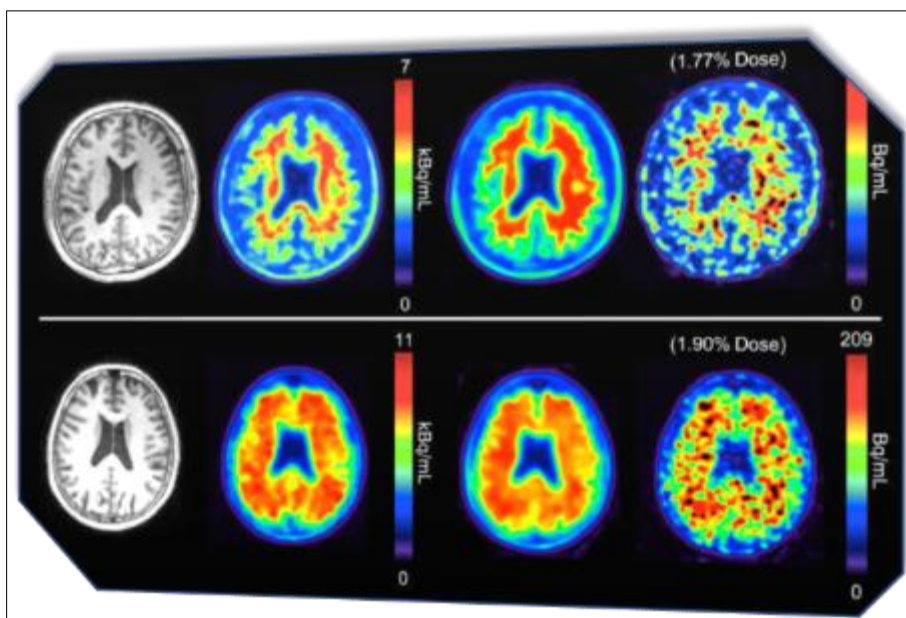 7
(1.77% Dose)
kBq/mL
Bq/mL
0
0
11
(1.90% Dose)
209
kBq/mL
Bq/mL
0
0